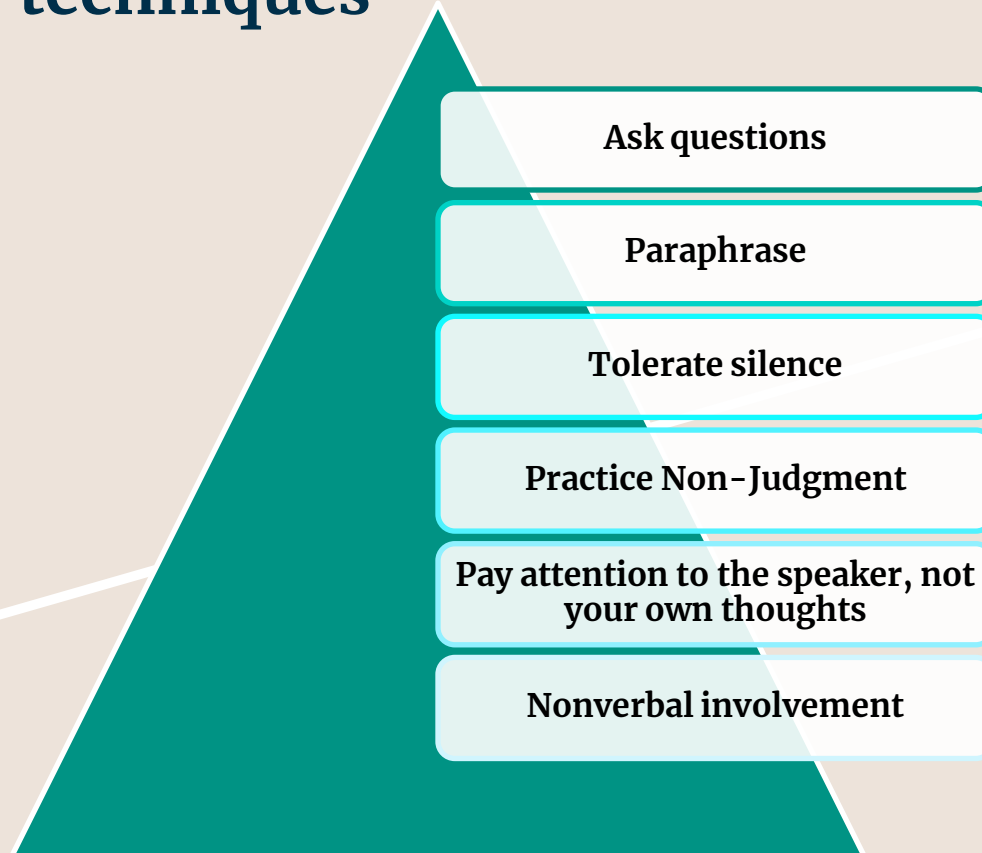 techniques
Ask questions
Paraphrase
Tolerate silence
Practice Non-Judgment
Pay attention to the speaker, not
your own thoughts
Nonverbal involvement